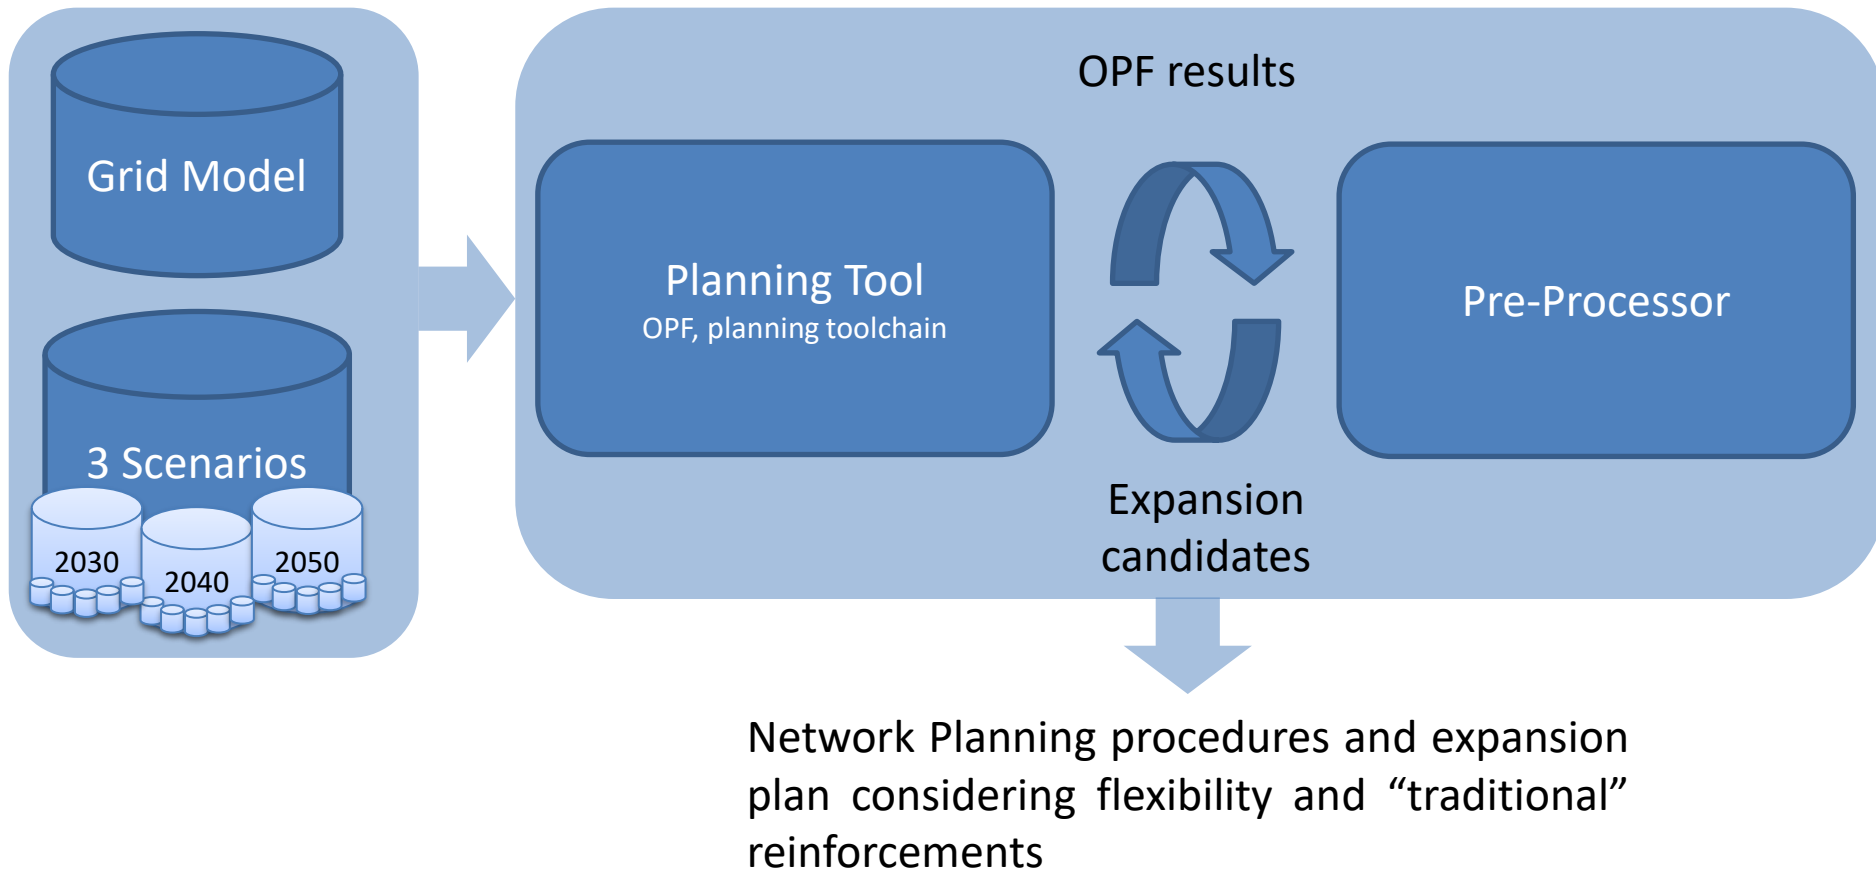 Grid Model
3 Scenarios
2030
2040
2050
OPF results
Planning Tool
OPF, planning toolchain
Pre-Processor
Expansion
candidates
Network Planning procedures and expansion
plan considering flexibility and “traditional”
reinforcements